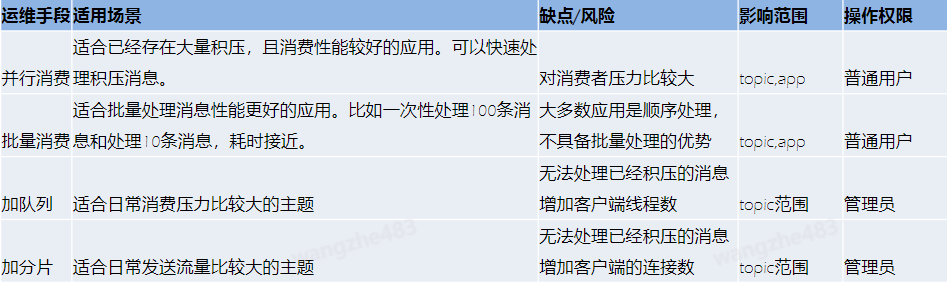 运维手段 适用场景 缺点/风险 影响范围 操作权限
适合已经存在大量积压，且消费性能较好的应用。可以快速处
并行消费 理积压消息。 对消费者压力比较大 topic,app 普通用户
适合批量处理消息性能更好的应用。比如一次性处理100条消 大多数应用是顺序处理，
批量消费 息和处理10条消息，耗时接近。 不具备批量处理的优势 topic,app 普通用户
无法处理已经积压的消息
加队列 适合日常消费压力比较大的主题 增加客户端线程数 topic范围 管理员
无法处理已经积压的消息
加分片 适合日常发送流量比较大的主题 增加客户端的连接数 topic范围 管理员
wangzhe483
wangzhe483